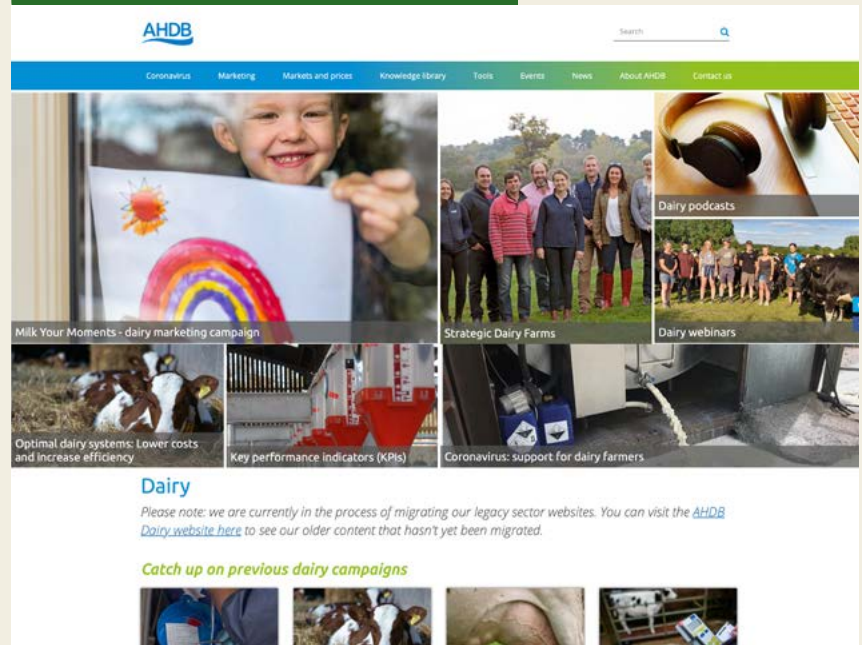 AHDB
Search
Coronavirus Marketing Markets and prices Knowledge library Tools Events News About AHDB Contact us
Milk Your Moments - dairy marketing campaign
Strategic Dairy Farms
Dairy podcasts
Dairy webinars
Optimal dairy systems: Lower costs
and increase efficiency
Key performance indicators (KPIs)
Coronavirus: support for dairy farmers
Dairy
Please note: we are currently in the process of migrating our legacy sector websites. You can visit the AHDB
Dairy website here to see our older content that hasn't yet been migrated.
Catch up on previous dairy campaigns